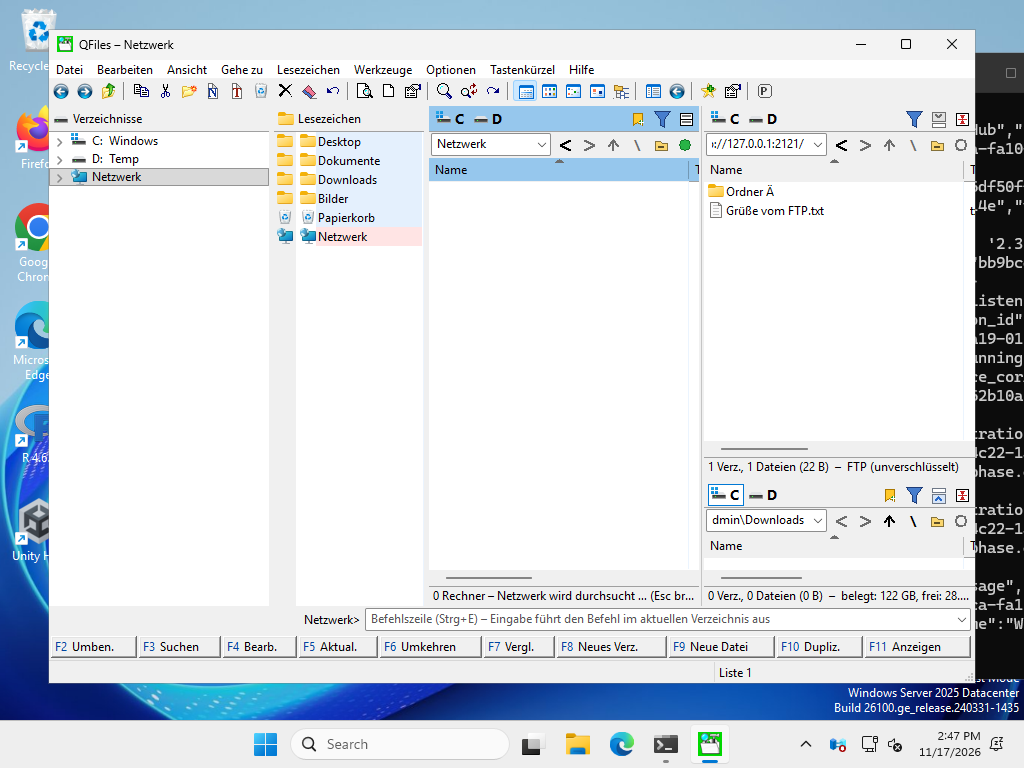 QFiles – Netzwerk
Datei Bearbeiten Ansicht Gehe zu Lesezeichen Werkzeuge Optionen Tastenkürzel Hilfe
Verzeichnisse
C: Windows
D: Temp
Netzwerk
Lesezeichen
Desktop
Dokumente
Downloads
Bilder
Papierkorb
Netzwerk
C D
Netzwerk
Name
0 Rechner – Netzwerk wird durchsucht ... (Esc br...
C D
://127.0.0.1:2121/
Name
Ordner Ä
Grüße vom FTP.txt
1 Verz., 1 Dateien (22 B) – FTP (unverschlüsselt)
C D
dmin\Downloads
Name
0 Verz., 0 Dateien (0 B) – belegt: 122 GB, frei: 28....
Netzwerk> Befehlszeile (Strg+E) – Eingabe führt den Befehl im aktuellen Verzeichnis aus
F2 Umben. F3 Suchen F4 Bearb. F5 Aktual. F6 Umkehren F7 Vergl. F8 Neues Verz. F9 Neue Datei F10 Dupliz. F11 Anzeigen
Liste 1
Recycle
Firefo
Goog
Chron
Micros
Edge
R 4.6.
Unity H
Windows Server 2025 Datacenter
Build 26100.ge_release.240331-1435
Search
2:47 PM
11/17/2026